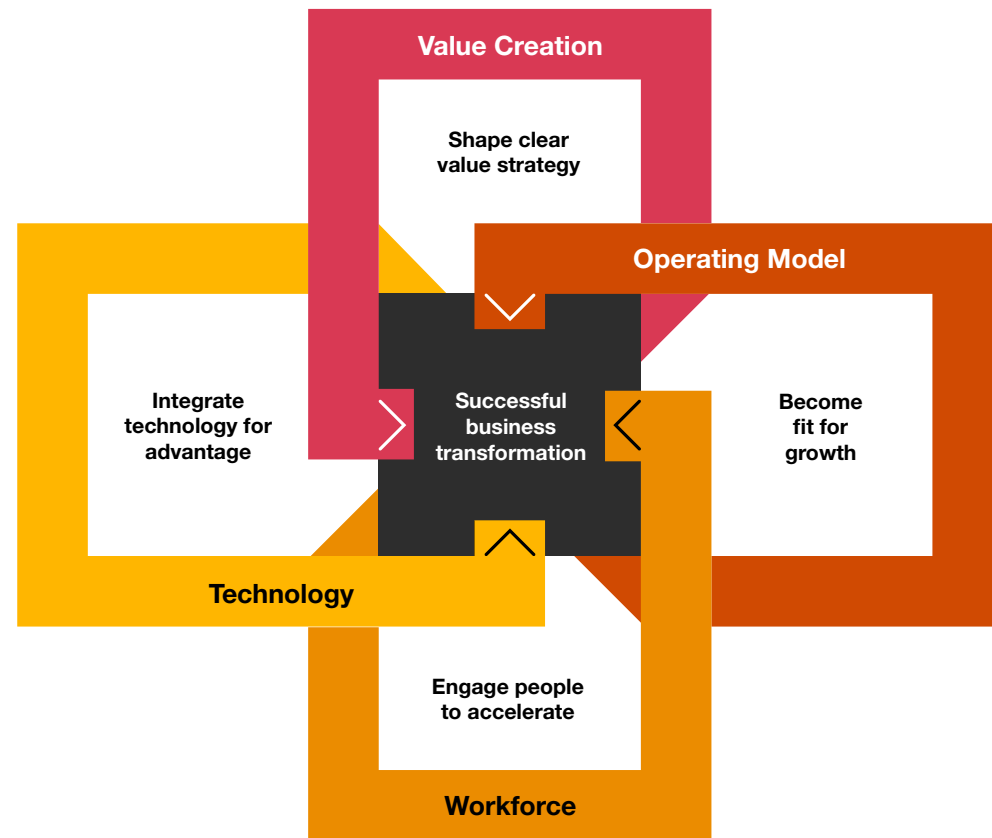 Value Creation
Shape clear
value strategy
Operating Model
Integrate
technology for
advantage
Successful
business
transformation
Become
fit for
growth
Technology
Engage people
to accelerate
Workforce